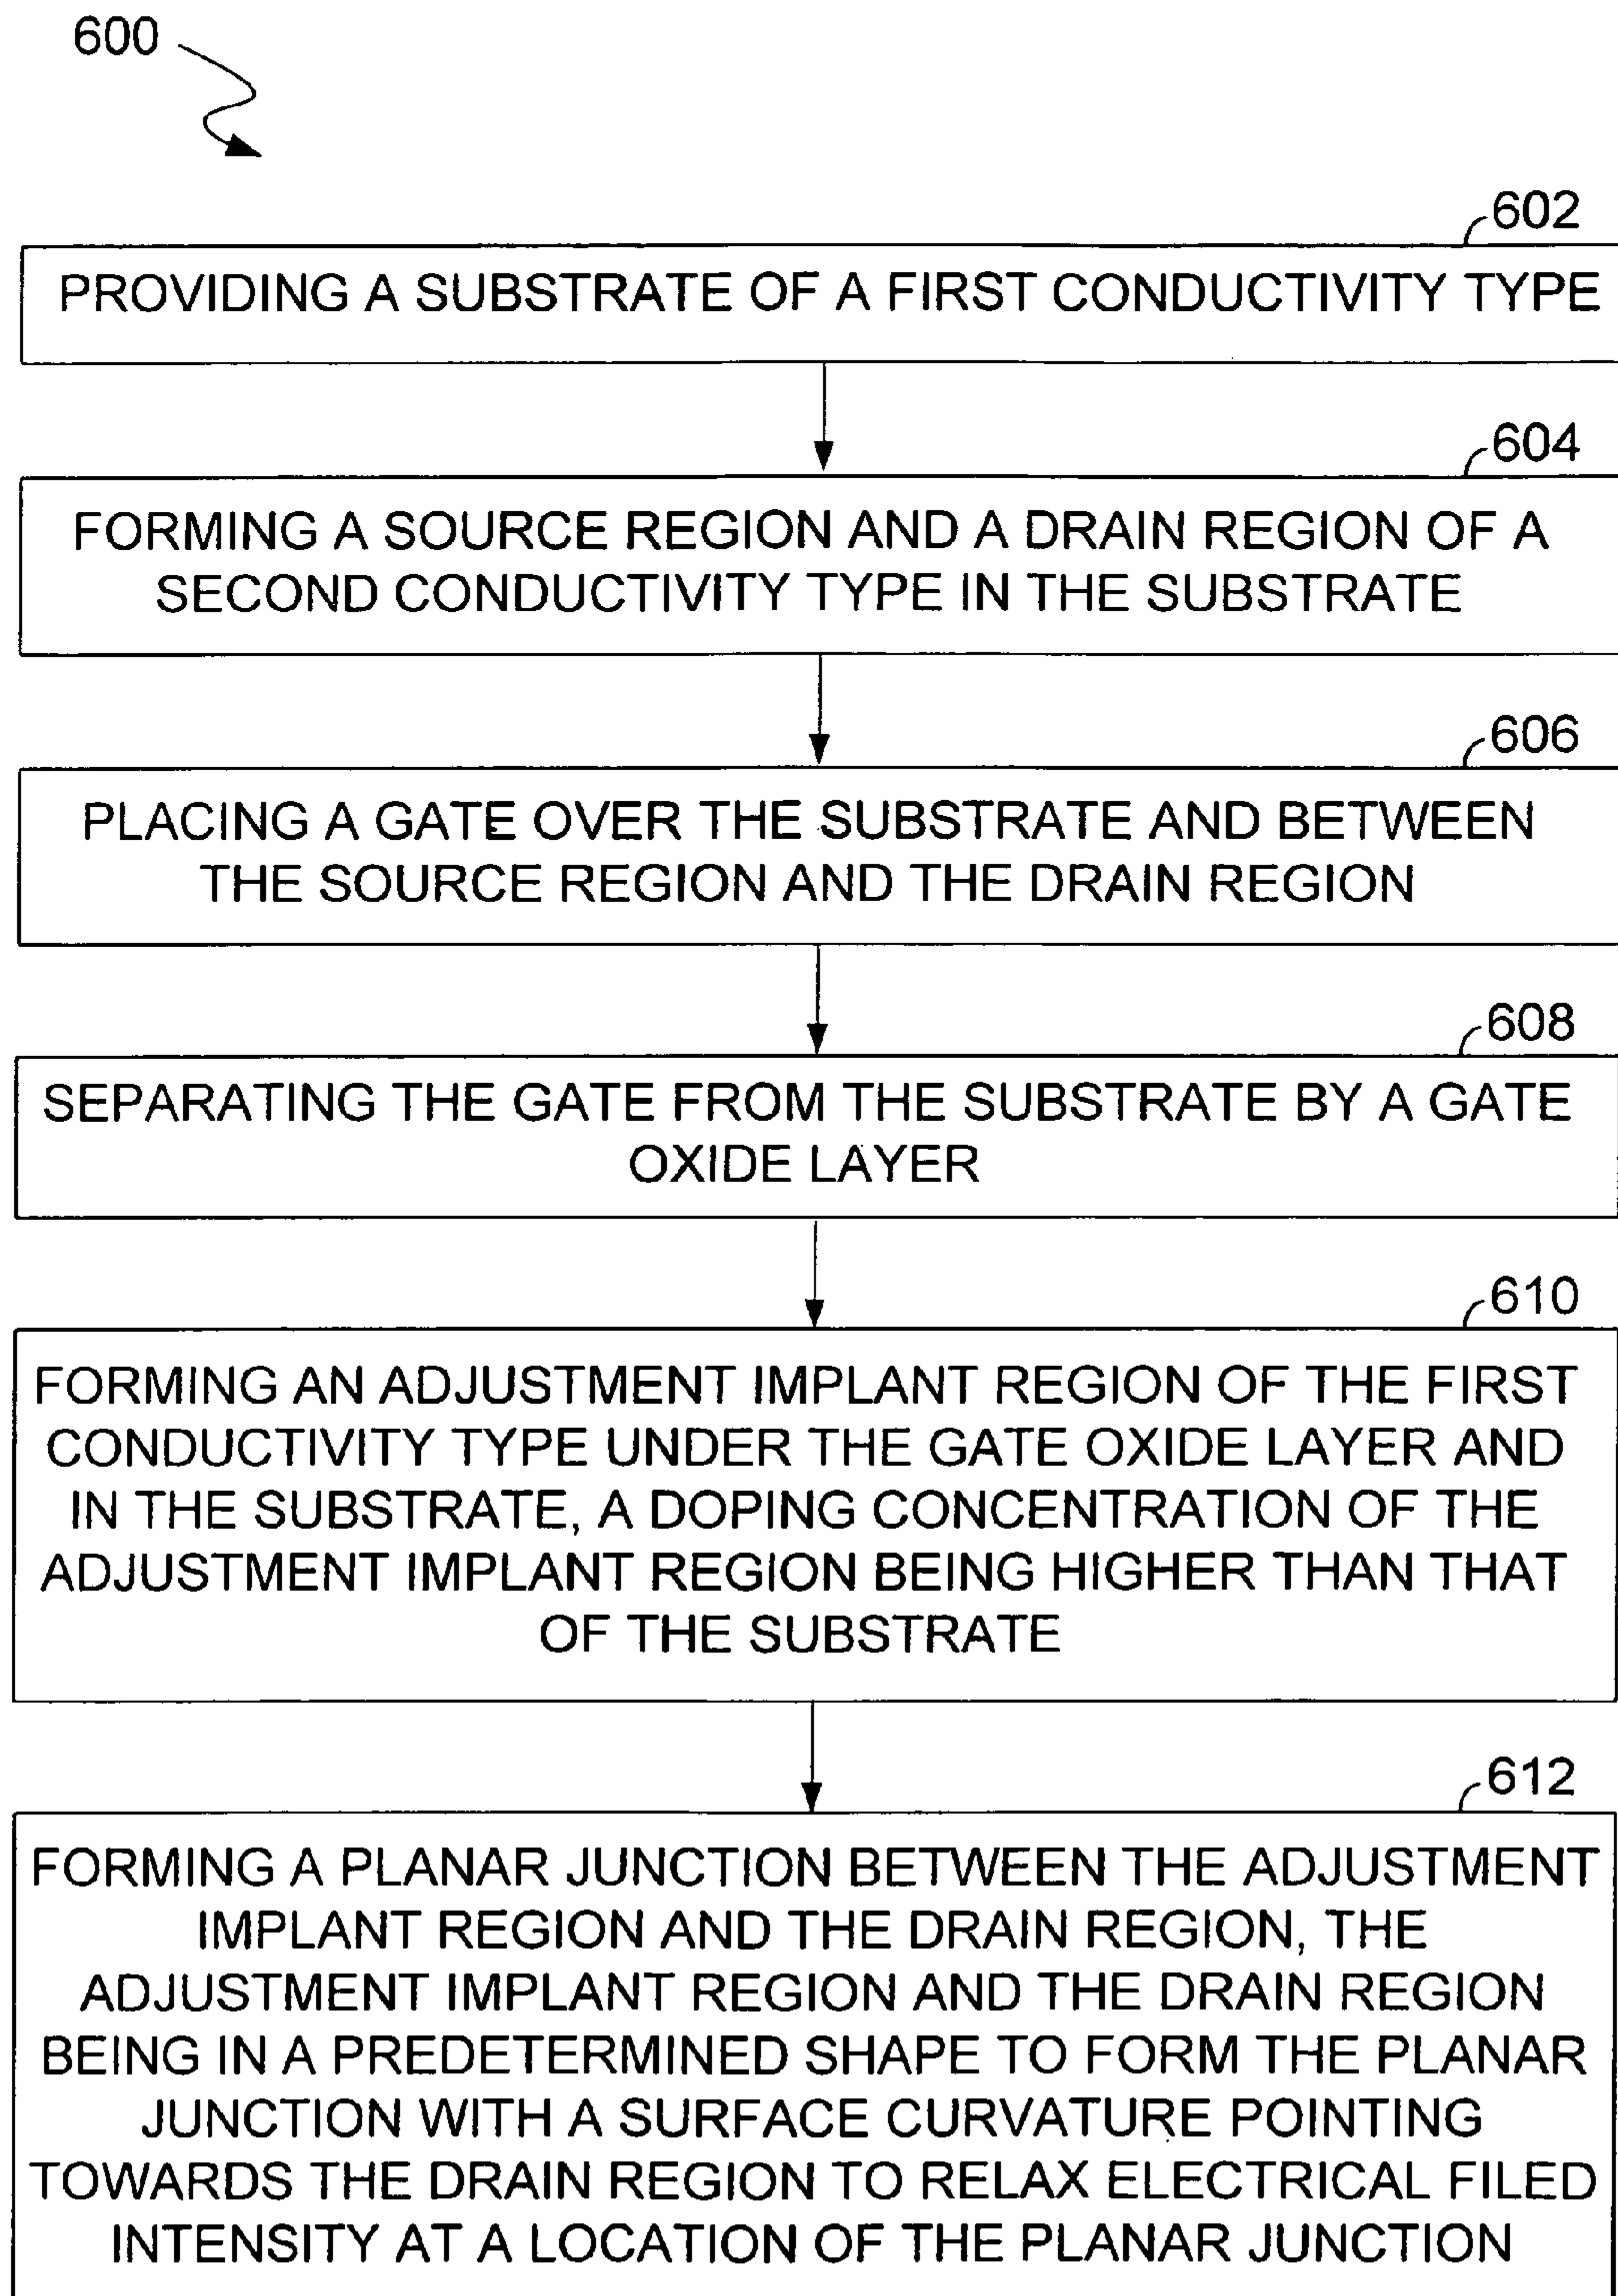 600
602
PROVIDING A SUBSTRATE OF A FIRST CONDUCTIVITY TYPE
604
FORMING A SOURCE REGION AND A DRAIN REGION OF A
SECOND CONDUCTIVITY TYPE IN THE SUBSTRATE
606
PLACING A GATE OVER THE SUBSTRATE AND BETWEEN
THE SOURCE REGION AND THE DRAIN REGION
608
SEPARATING THE GATE FROM THE SUBSTRATE BY A GATE
OXIDE LAYER
610
FORMING AN ADJUSTMENT IMPLANT REGION OF THE FIRST
CONDUCTIVITY TYPE UNDER THE GATE OXIDE LAYER AND
IN THE SUBSTRATE, A DOPING CONCENTRATION OF THE
ADJUSTMENT IMPLANT REGION BEING HIGHER THAN THAT
OF THE SUBSTRATE
612
FORMING A PLANAR JUNCTION BETWEEN THE ADJUSTMENT
IMPLANT REGION AND THE DRAIN REGION, THE
ADJUSTMENT IMPLANT REGION AND THE DRAIN REGION
BEING IN A PREDETERMINED SHAPE TO FORM THE PLANAR
JUNCTION WITH A SURFACE CURVATURE POINTING
TOWARDS THE DRAIN REGION TO RELAX ELECTRICAL FILED
INTENSITY AT A LOCATION OF THE PLANAR JUNCTION